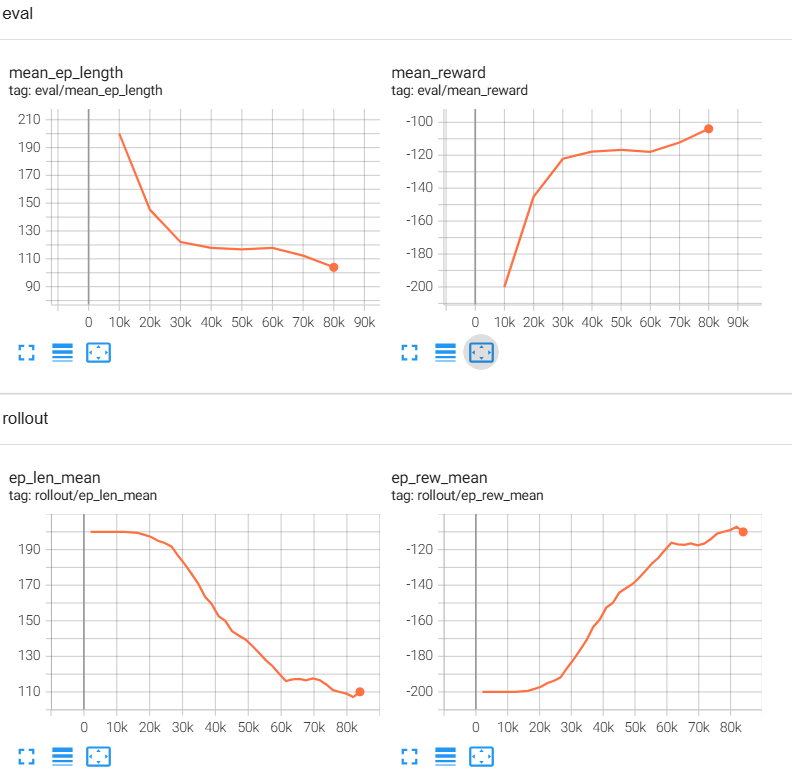 eval
mean_ep_length
tag: eval/mean_ep_length
210
190
170
150
130
110
90
0 10k 20k 30k 40k 50k 60k 70k 80k 90k
mean_reward
tag: eval/mean_reward
-100
-120
-140
-160
-180
-200
0 10k 20k 30k 40k 50k 60k 70k 80k 90k
rollout
ep_len_mean
tag: rollout/ep_len_mean
190
170
150
130
110
0 10k 20k 30k 40k 50k 60k 70k 80k
ep_rew_mean
tag: rollout/ep_rew_mean
-120
-140
-160
-180
-200
0 10k 20k 30k 40k 50k 60k 70k 80k